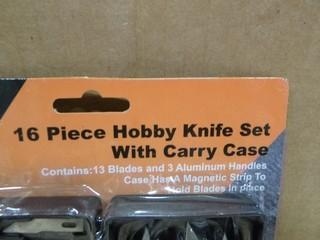 16 Piece Hobby Knife Set
With Carry Case
Contains:13 Blades and 3 Aluminum Handles
Case Has A Magnetic Strip To
Hold Blades in place